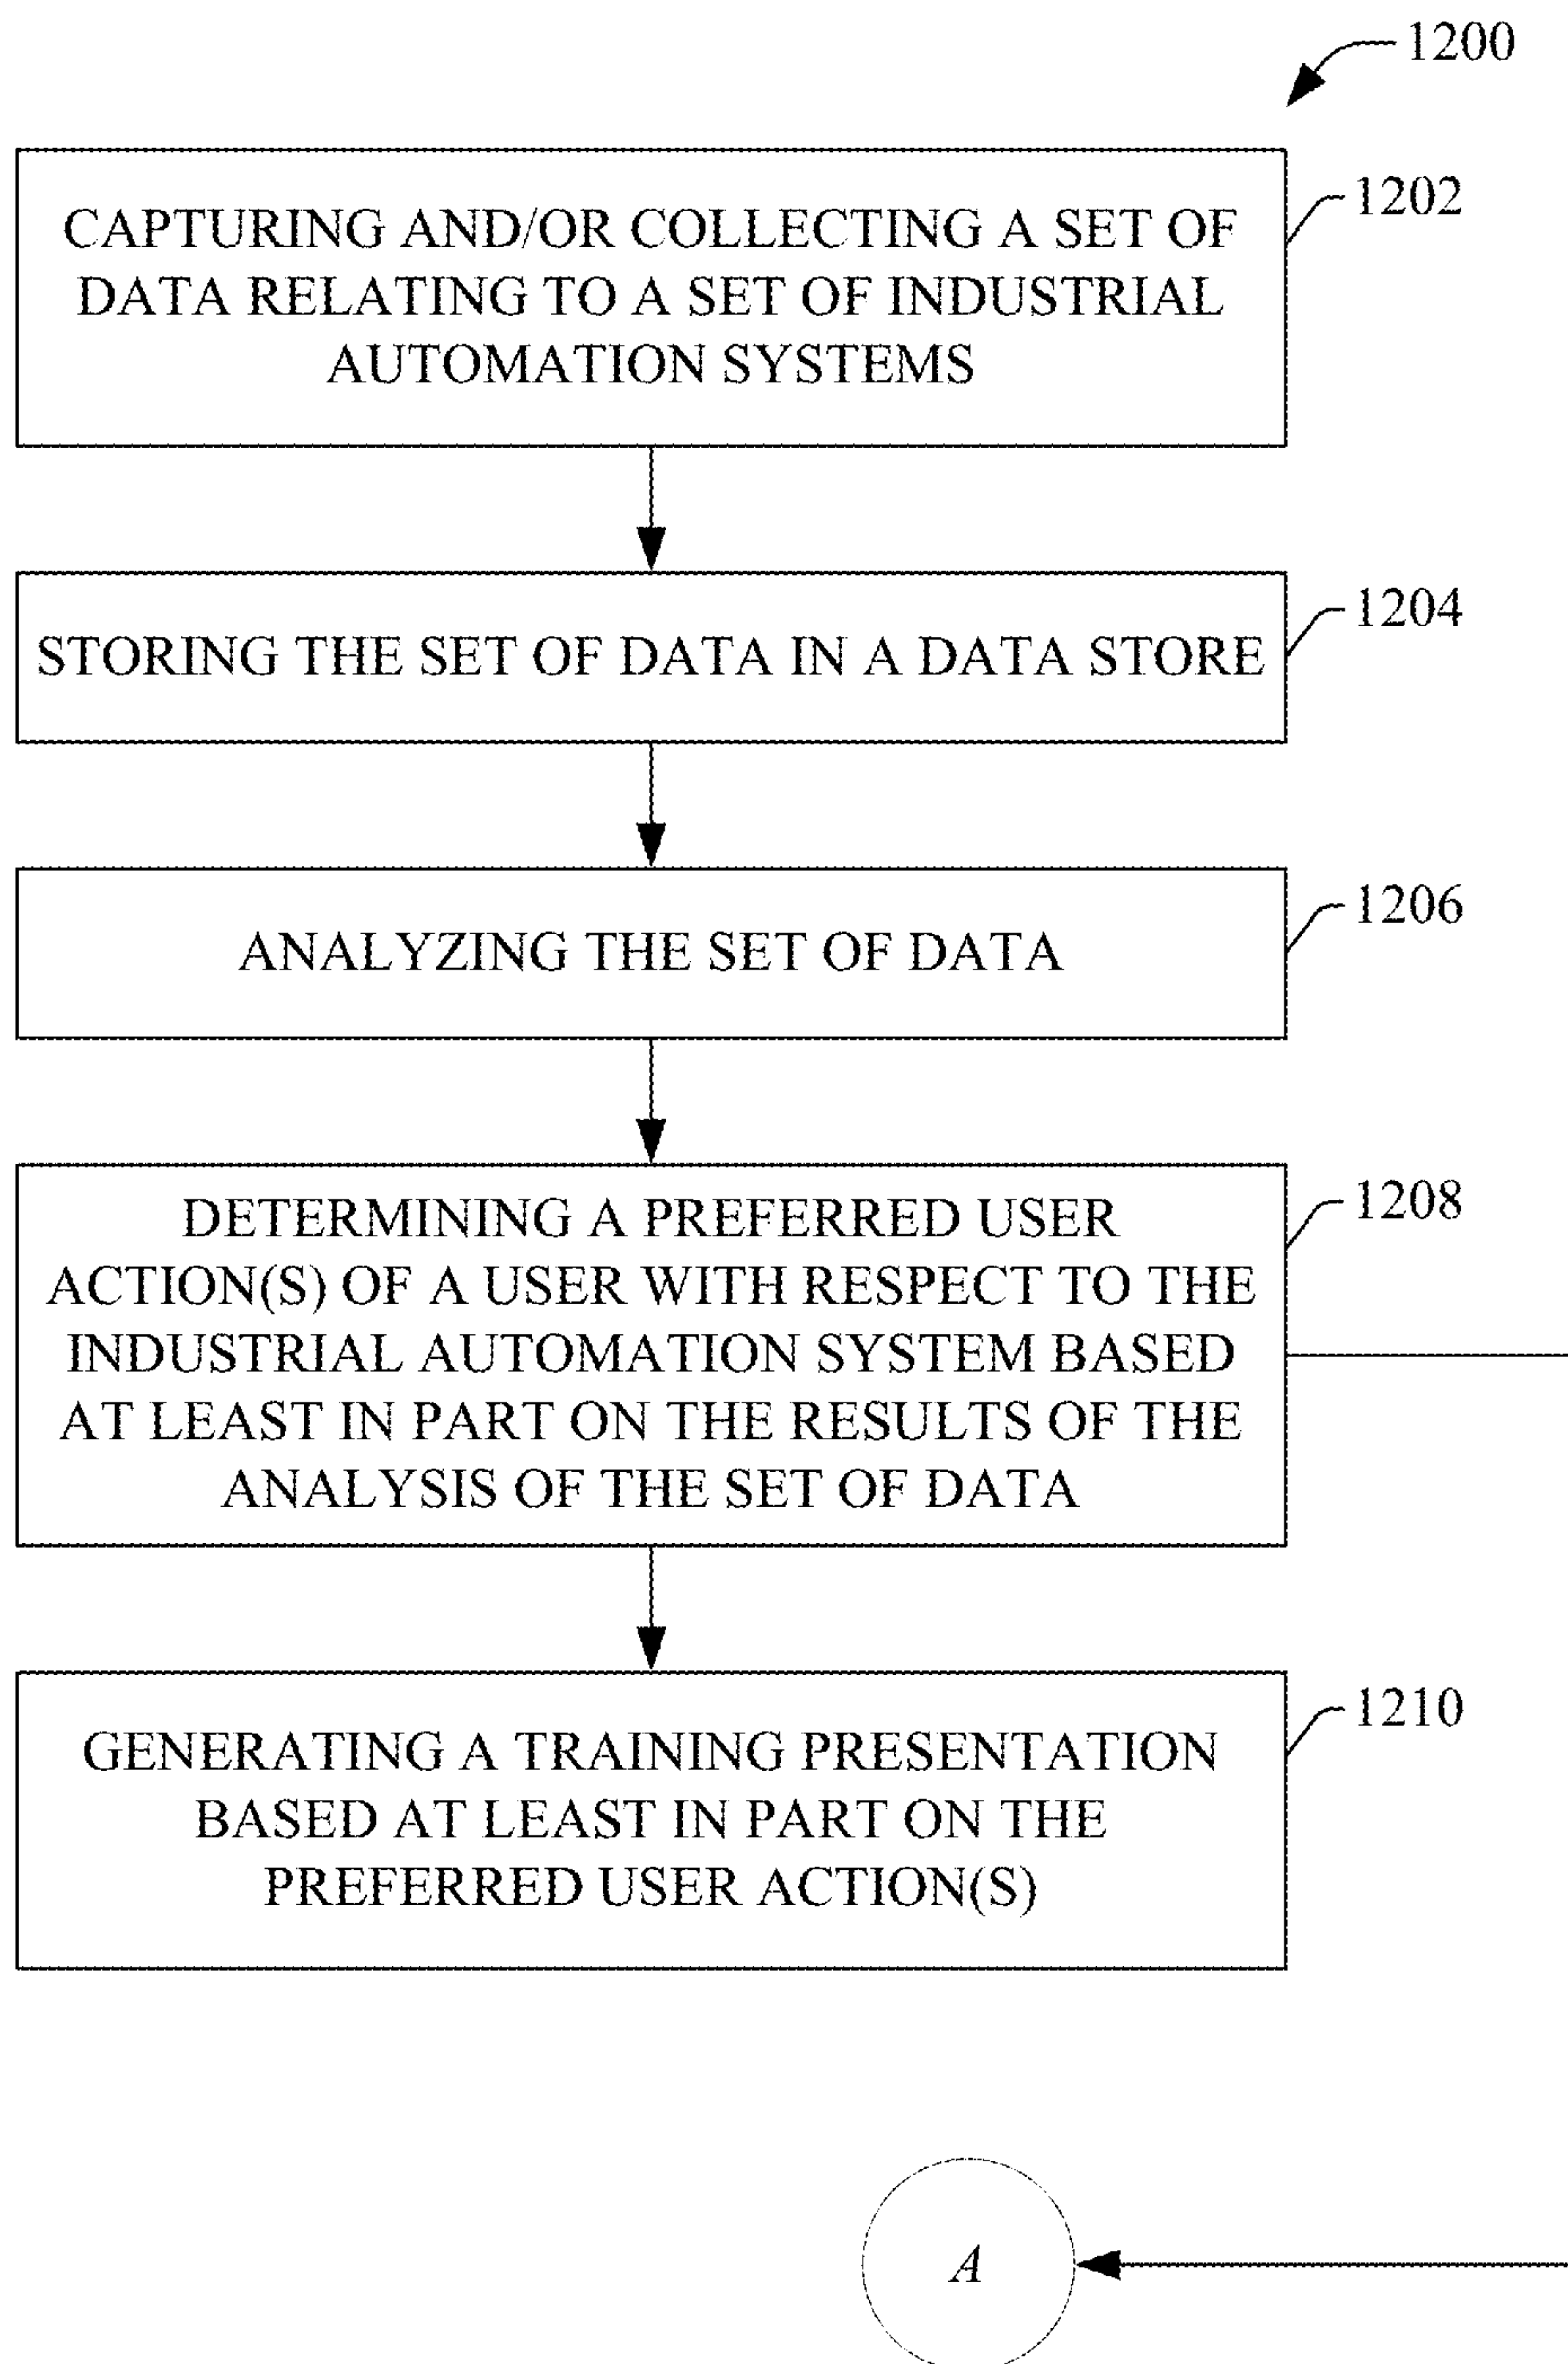 1200
CAPTURING AND/OR COLLECTING A SET OF
DATA RELATING TO A SET OF INDUSTRIAL
AUTOMATION SYSTEMS
1202
STORING THE SET OF DATA IN A DATA STORE
1204
ANALYZING THE SET OF DATA
1206
DETERMINING A PREFERRED USER
ACTION(S) OF A USER WITH RESPECT TO THE
INDUSTRIAL AUTOMATION SYSTEM BASED
AT LEAST IN PART ON THE RESULTS OF THE
ANALYSIS OF THE SET OF DATA
1208
GENERATING A TRAINING PRESENTATION
BASED AT LEAST IN PART ON THE
PREFERRED USER ACTION(S)
1210
A